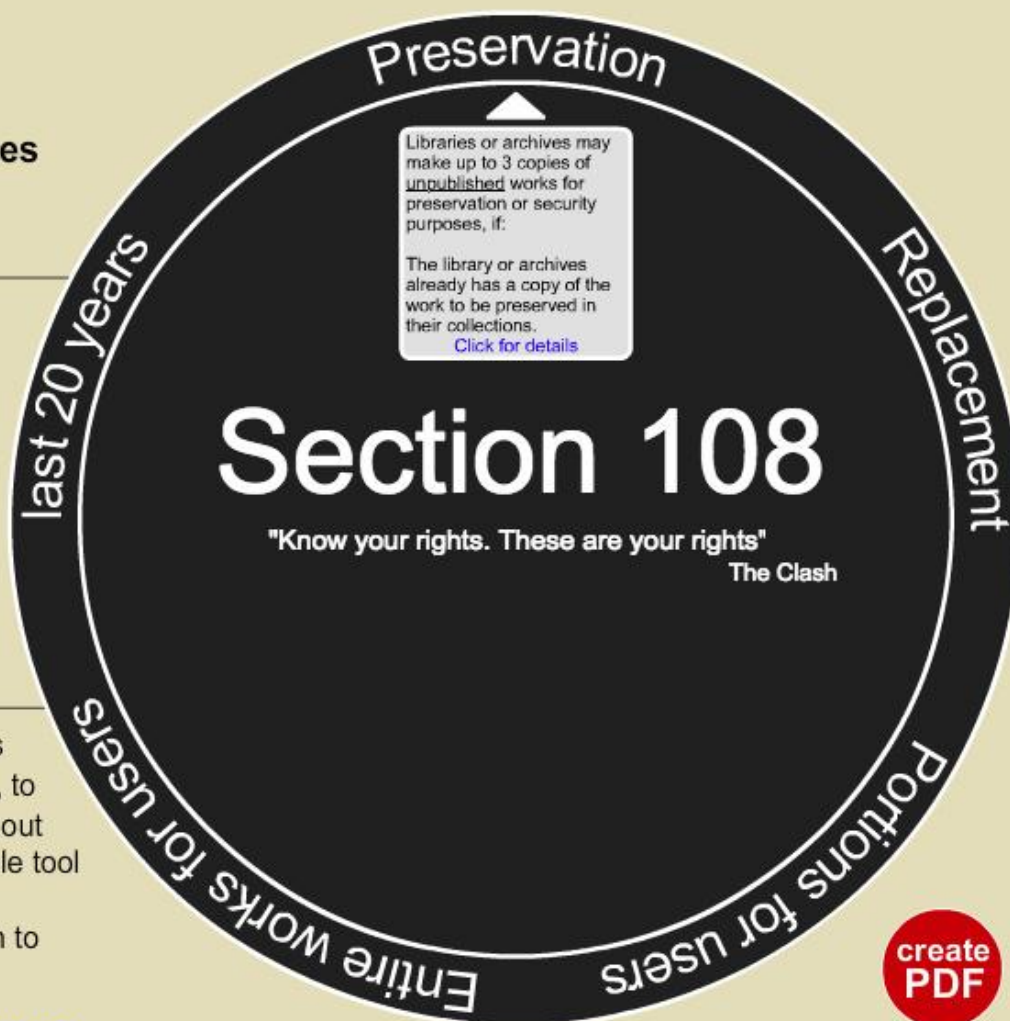 es
Preservation
Libraries or archives may
make up to 3 copies of
unpublished works for
preservation or security
purposes, if:
The library or archives
already has a copy of the
work to be preserved in
their collections.
Click for details
last 20 years
Replacement
Section 108
"Know your rights. These are your rights"
The Clash
s
, to
out
le tool
n to
Entire works for users
Portions for users
create
PDF